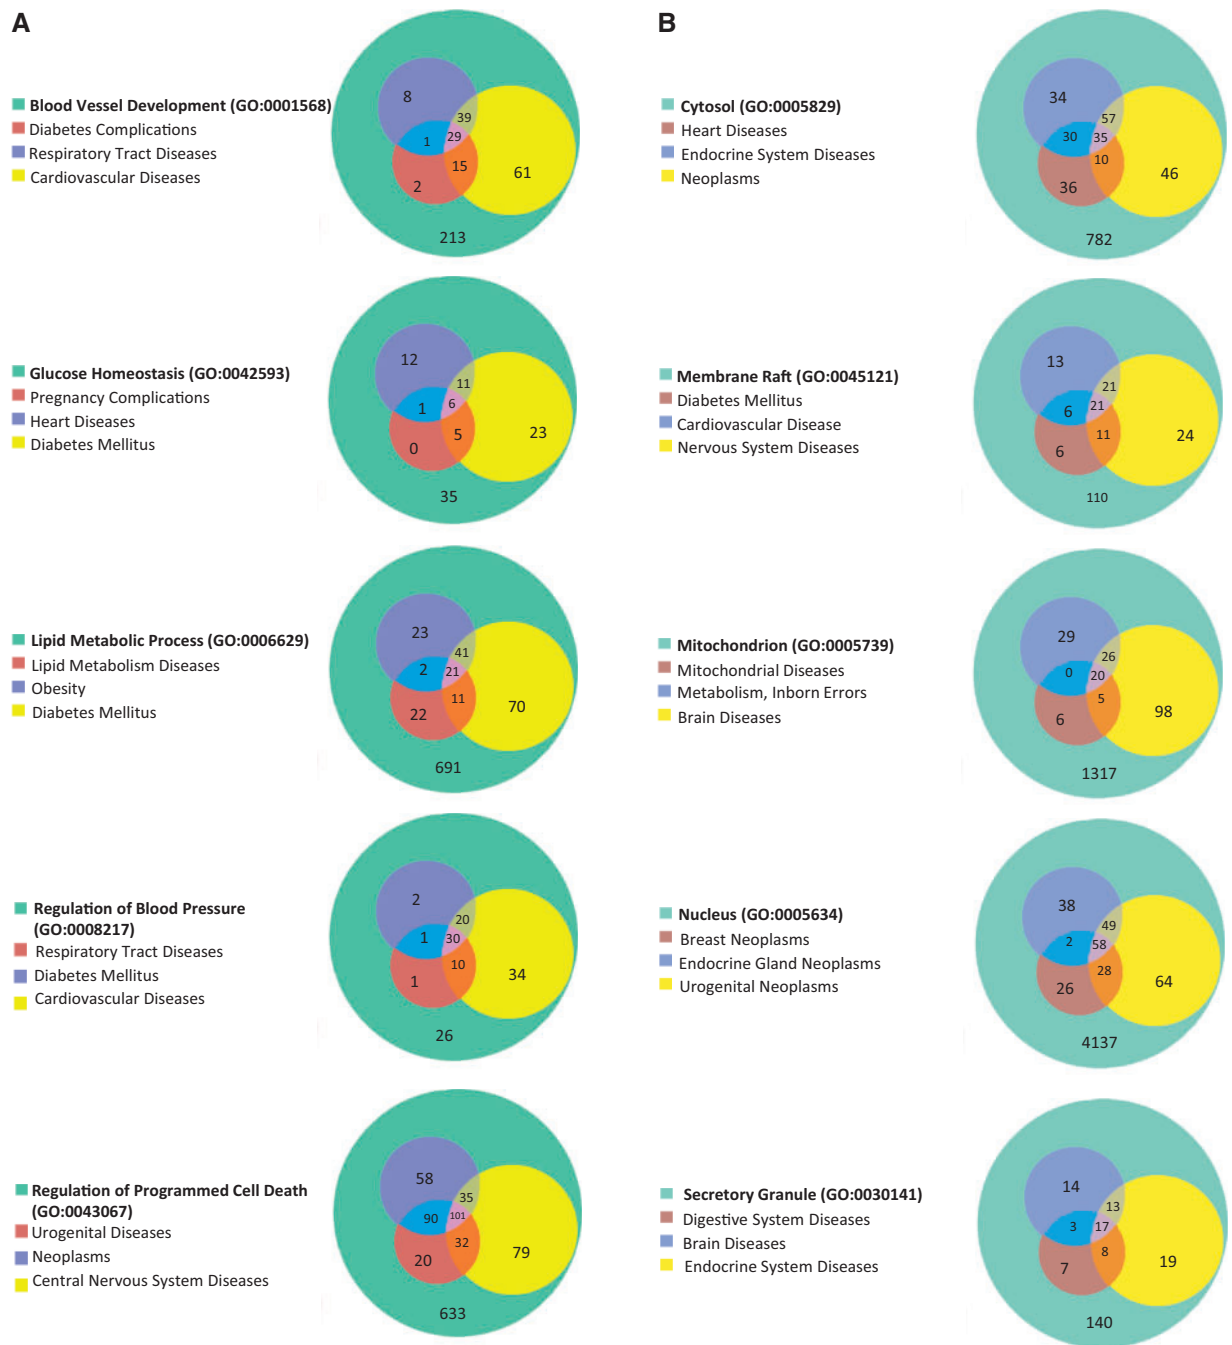 A
Blood Vessel Development (GO:0001568)
Diabetes Complications
Respiratory Tract Diseases
Cardiovascular Diseases
8
39
1
29
15
2
61
213
Glucose Homeostasis (GO:0042593)
Pregnancy Complications
Heart Diseases
Diabetes Mellitus
12
11
1
6
5
0
23
35
Lipid Metabolic Process (GO:0006629)
Lipid Metabolism Diseases
Obesity
Diabetes Mellitus
23
41
2
21
11
22
70
691
Regulation of Blood Pressure
(GO:0008217)
Respiratory Tract Diseases
Diabetes Mellitus
Cardiovascular Diseases
2
20
1
30
10
1
34
26
Regulation of Programmed Cell Death
(GO:0043067)
Urogenital Diseases
Neoplasms
Central Nervous System Diseases
58
35
90
101
32
20
79
633
B
Cytosol (GO:0005829)
Heart Diseases
Endocrine System Diseases
Neoplasms
34
57
30
35
10
36
46
782
Membrane Raft (GO:0045121)
Diabetes Mellitus
Cardiovascular Disease
Nervous System Diseases
13
21
6
21
11
6
24
110
Mitochondrion (GO:0005739)
Mitochondrial Diseases
Metabolism, Inborn Errors
Brain Diseases
29
26
0
20
5
6
98
1317
Nucleus (GO:0005634)
Breast Neoplasms
Endocrine Gland Neoplasms
Urogenital Neoplasms
38
49
2
58
28
26
64
4137
Secretory Granule (GO:0030141)
Digestive System Diseases
Brain Diseases
Endocrine System Diseases
14
13
3
17
8
7
19
140